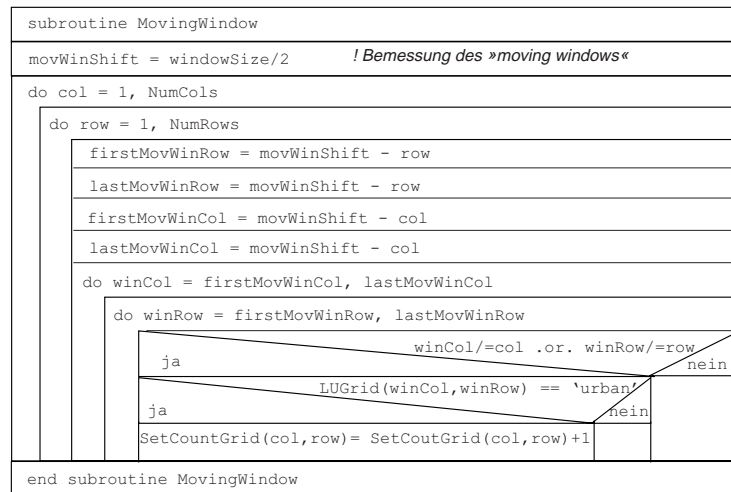 subroutine MovingWindow
movWinShift = windowSize/2 ! Bemessung des »moving windows«
do col = 1, NumCols
do row = 1, NumRows
firstMovWinRow = movWinShift - row
lastMovWinRow = movWinShift - row
firstMovWinCol = movWinShift - col
lastMovWinCol = movWinShift - col
do winCol = firstMovWinCol, lastMovWinCol
do winRow = firstMovWinRow, lastMovWinRow
winCol/=col .or. winRow/=row
ja nein
LUGrid(winCol,winRow) == ‘urban’
ja nein
SetCountGrid(col,row)= SetCoutGrid(col,row)+1
end subroutine MovingWindow